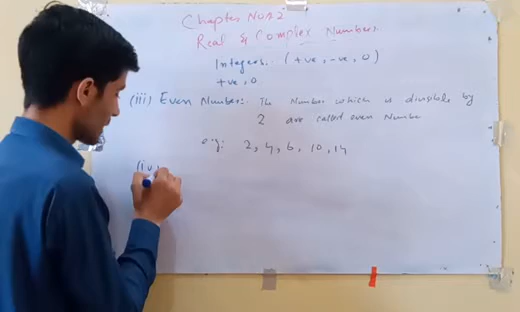 Chapter No.2
Real & Complex Numbers.
Integers: (+ve, -ve, 0)
+ve, 0
(iii) Even Number:- The Number which is divisible by
2 are called even Number
e.g: 2, 4, 6, 10, 14
(iv)